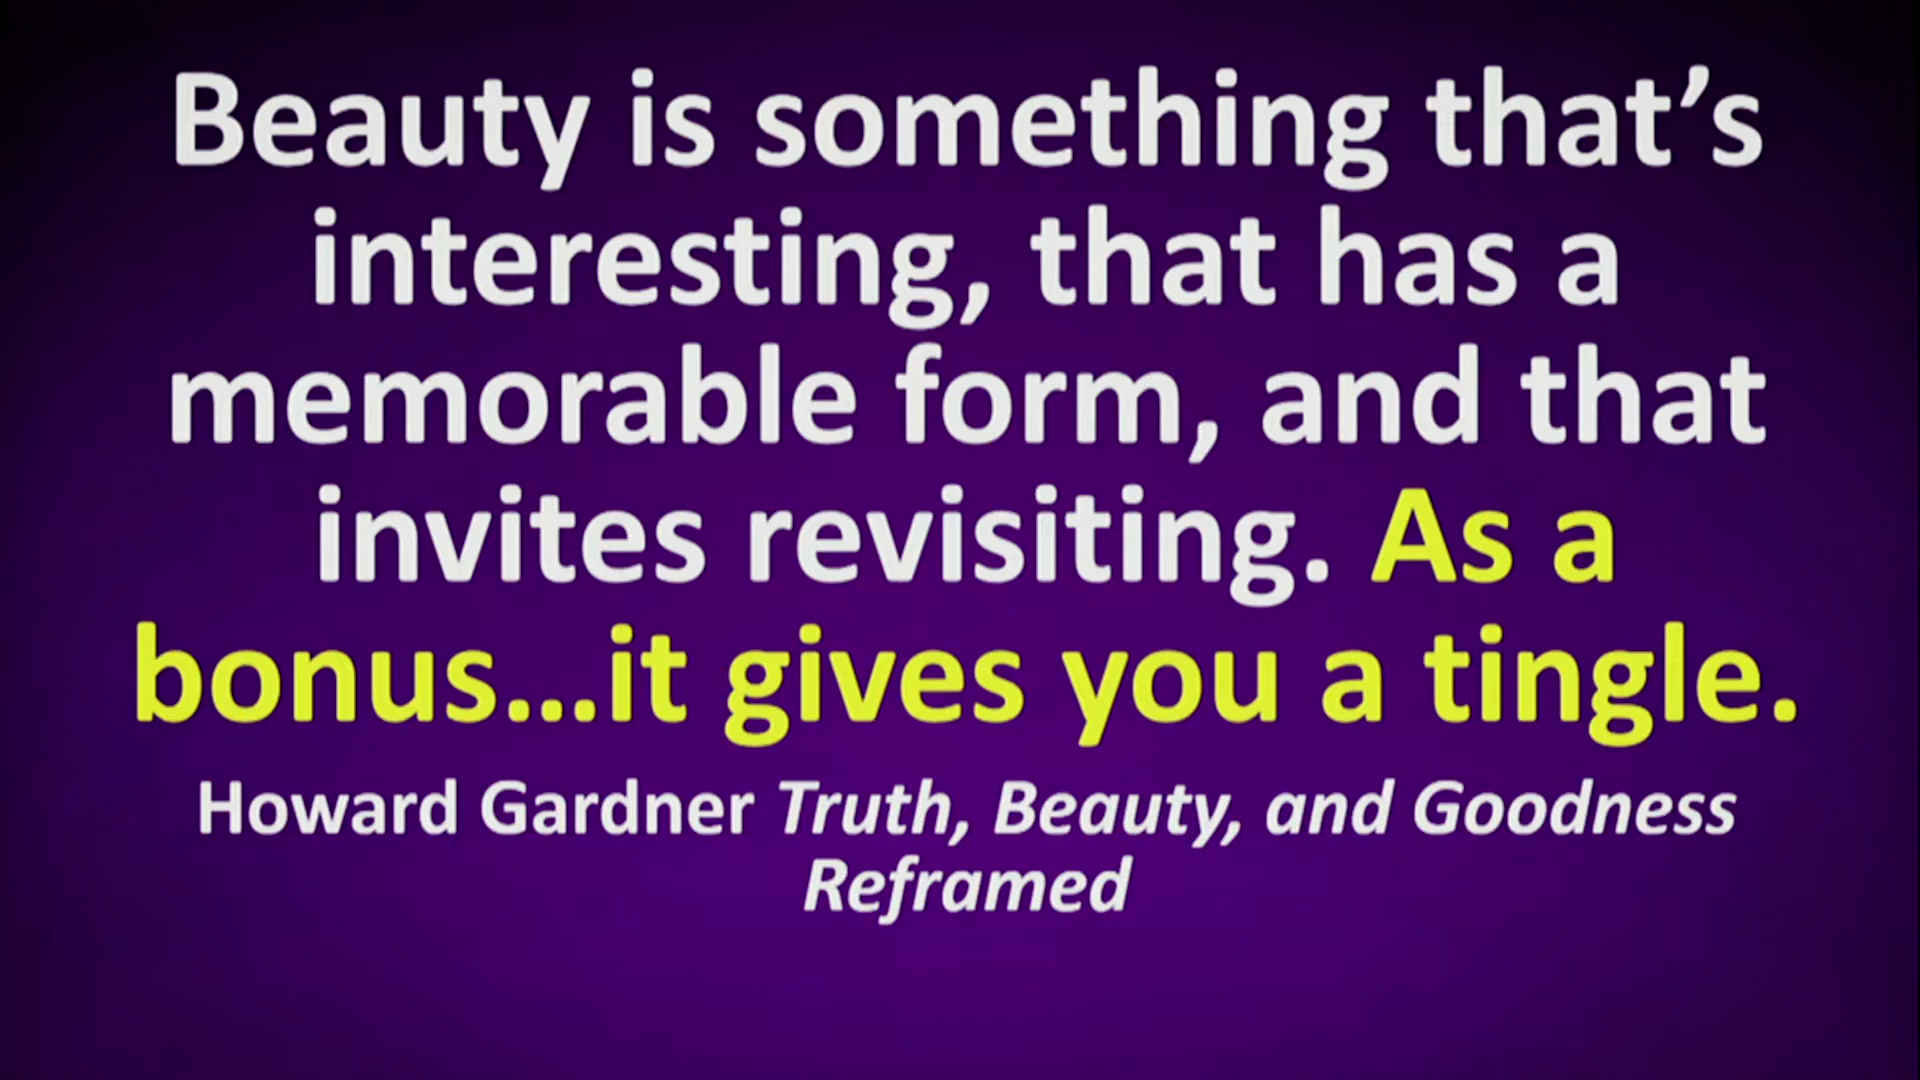 Beauty is something that’s
interesting, that has a
memorable form, and that
invites revisiting. As a
bonus…it gives you a tingle.
Howard Gardner Truth, Beauty, and Goodness
Reframed